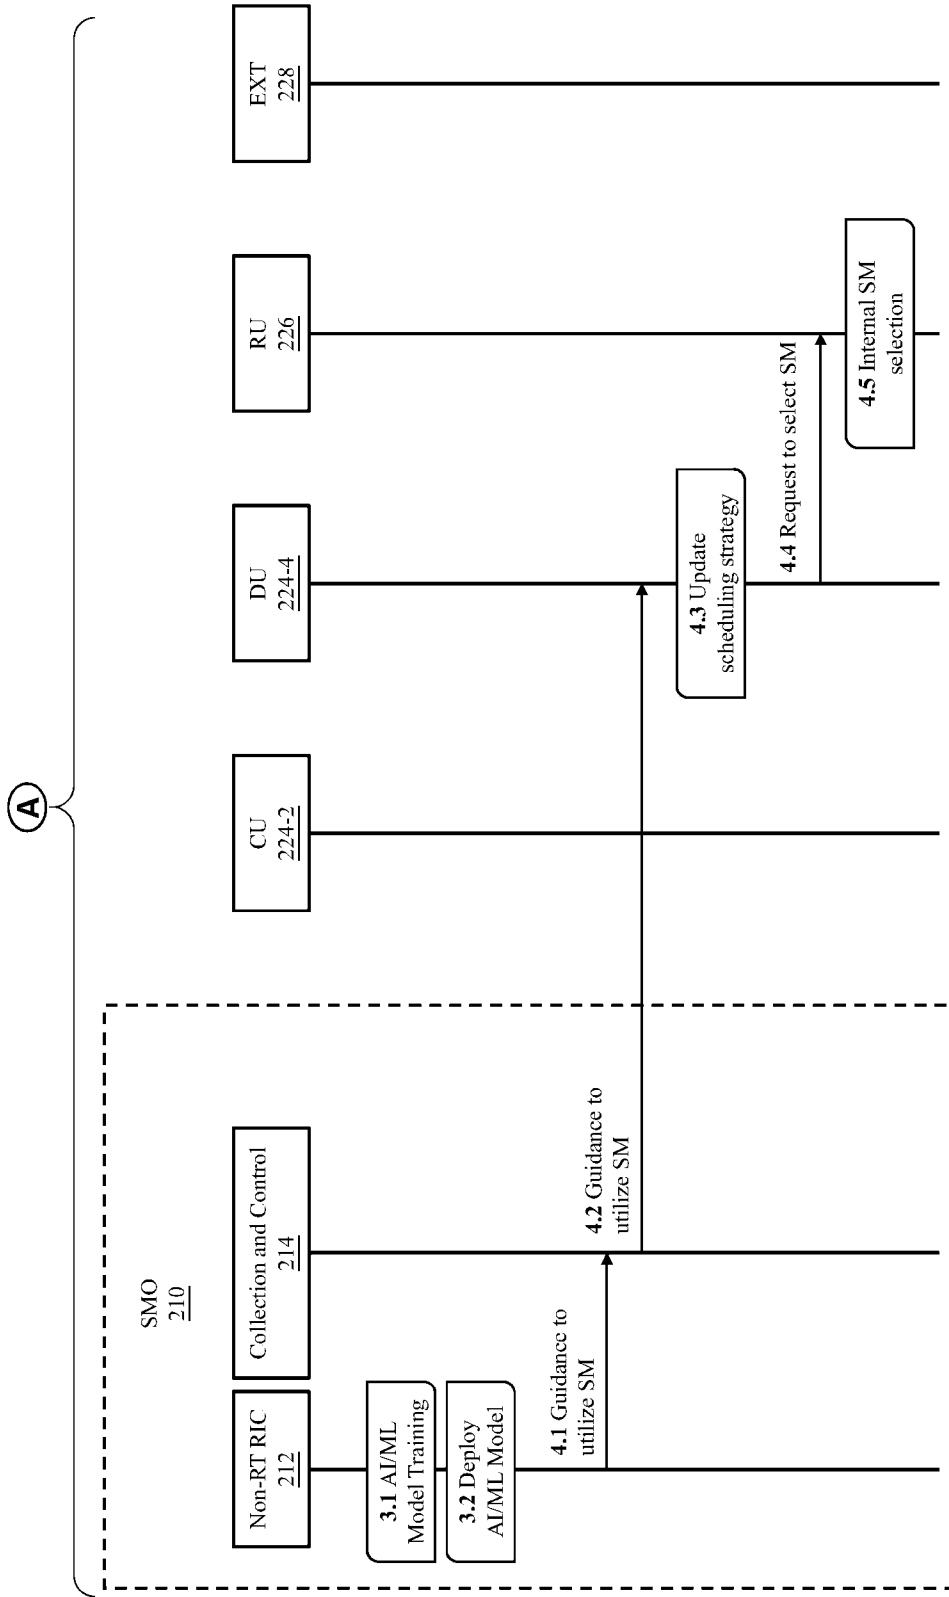 A
SMO
210
Non-RT RIC
212
Collection and Control
214
CU
224-2
DU
224-4
RU
226
EXT
228
3.1 AI/ML
Model Training
3.2 Deploy
AI/ML Model
4.1 Guidance to
utilize SM
4.2 Guidance to
utilize SM
4.3 Update
scheduling strategy
4.4 Request to select SM
4.5 Internal SM
selection